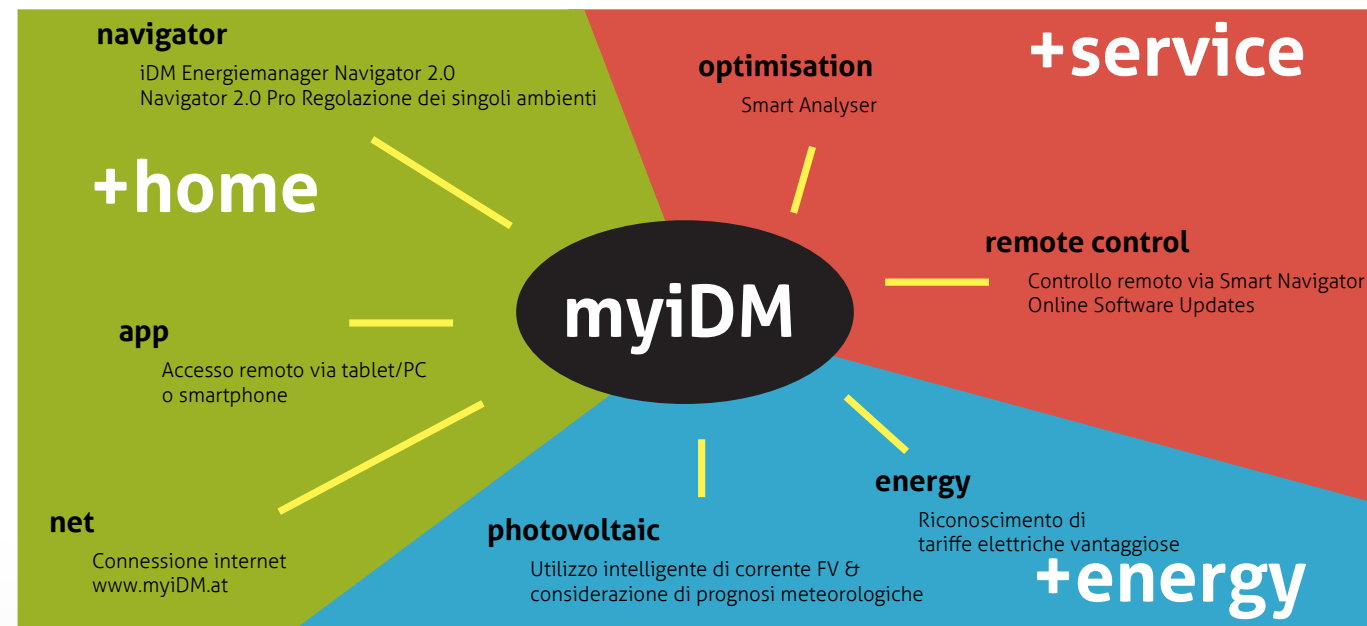 navigator
iDM Energiemanager Navigator 2.0
Navigator 2.0 Pro Regolazione dei singoli ambienti
+home
app
Accesso remoto via tablet/PC
o smartphone
net
Connessione internet
www.myiDM.at
myiDM
+service
optimisation
Smart Analyser
remote control
Controllo remoto via Smart Navigator
Online Software Updates
energy
Riconoscimento di
tariffe elettriche vantaggiose
+energy
photovoltaic
Utilizzo intelligente di corrente FV &
considerazione di prognosi meteorologiche